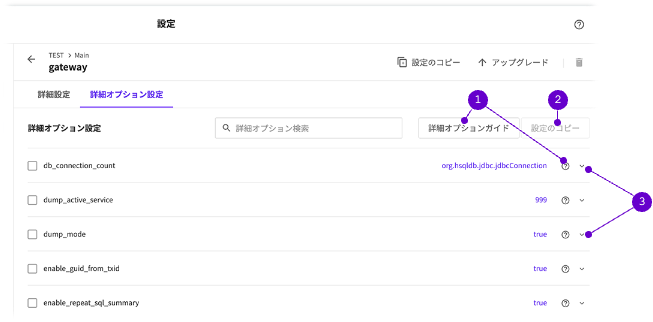 設定
TEST > Main
gateway
設定のコピー
アップグレード
詳細設定
詳細オプション設定
1
2
詳細オプション設定
詳細オプション検索
詳細オプションガイド
設定のコピー
db_connection_count
org.hsqldb.jdbc.jdbcConnection
dump_active_service
999
3
dump_mode
true
enable_guid_from_txid
true
enable_repeat_sql_summary
true